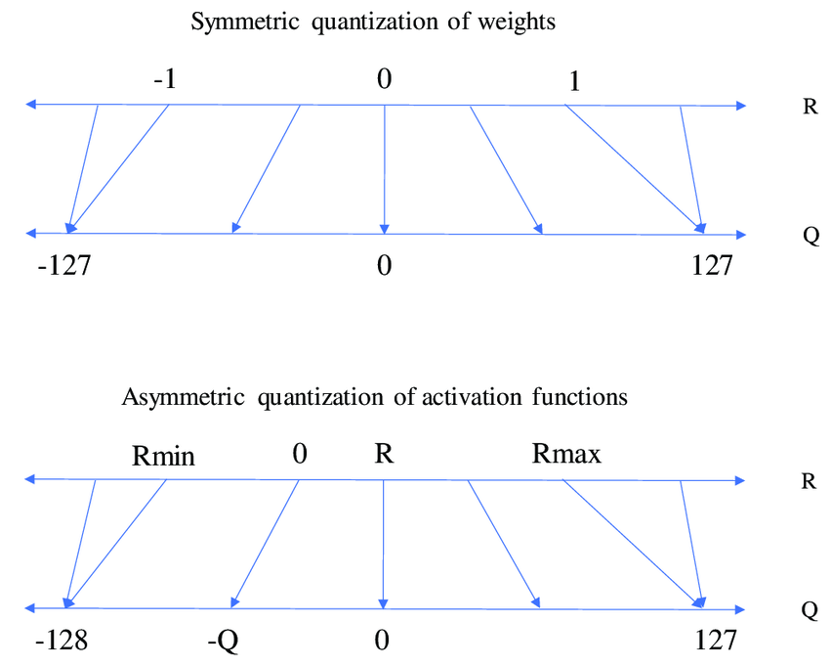 Symmetric quantization of weights
-1 0 1
R
Q
-127 0 127
Asymmetric quantization of activation functions
Rmin 0 R Rmax
R
Q
-128 -Q 0 127